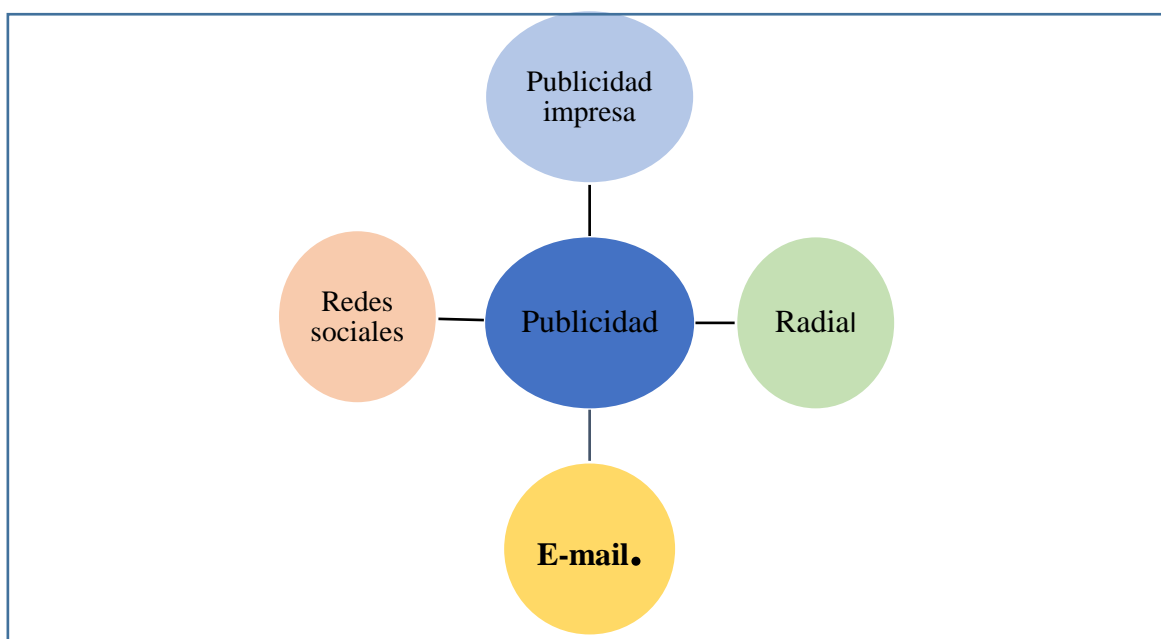 Publicidad
impresa
Redes
sociales
Publicidad
Radial
E-mail.